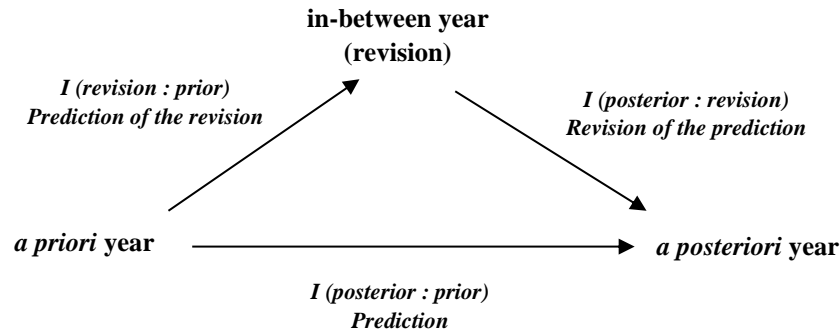 in-between year
(revision)
I (revision : prior)
Prediction of the revision
I (posterior : revision)
Revision of the prediction
a priori year
a posteriori year
I (posterior : prior)
Prediction